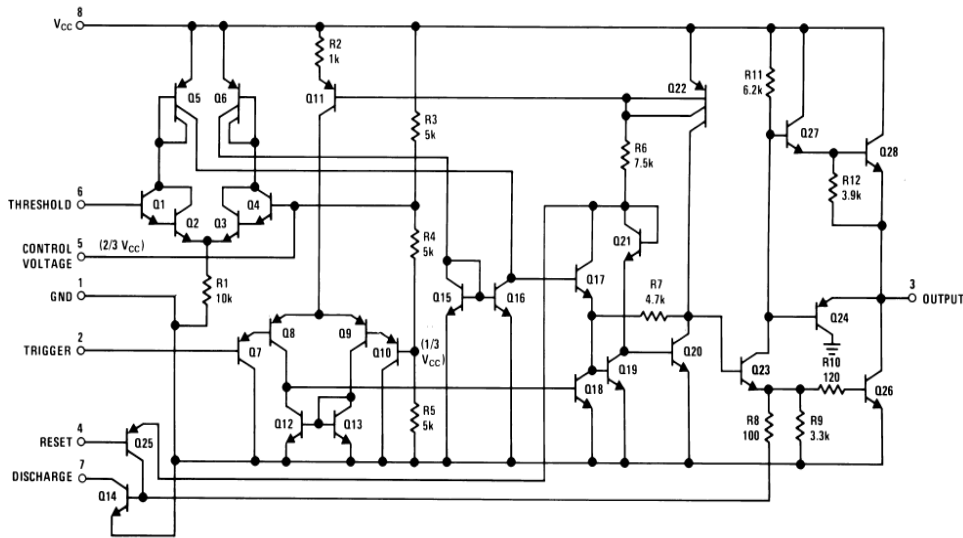 8
VCC
R2
1k
Q5
Q6
Q11
Q22
R11
6.2k
Q27
Q28
R3
5k
R6
7.5k
R12
3.9k
6
THRESHOLD
Q1
Q2
Q3
Q4
5
CONTROL
VOLTAGE
(2/3 VCC)
R4
5k
Q21
1
GND
R1
10k
Q15
Q16
Q17
R7
4.7k
3
OUTPUT
Q24
2
TRIGGER
Q7
Q8
Q9
Q10
(1/3
VCC)
Q18
Q19
Q20
Q23
R10
120
Q26
4
RESET
Q25
Q12
Q13
R5
5k
R8
100
R9
3.3k
7
DISCHARGE
Q14